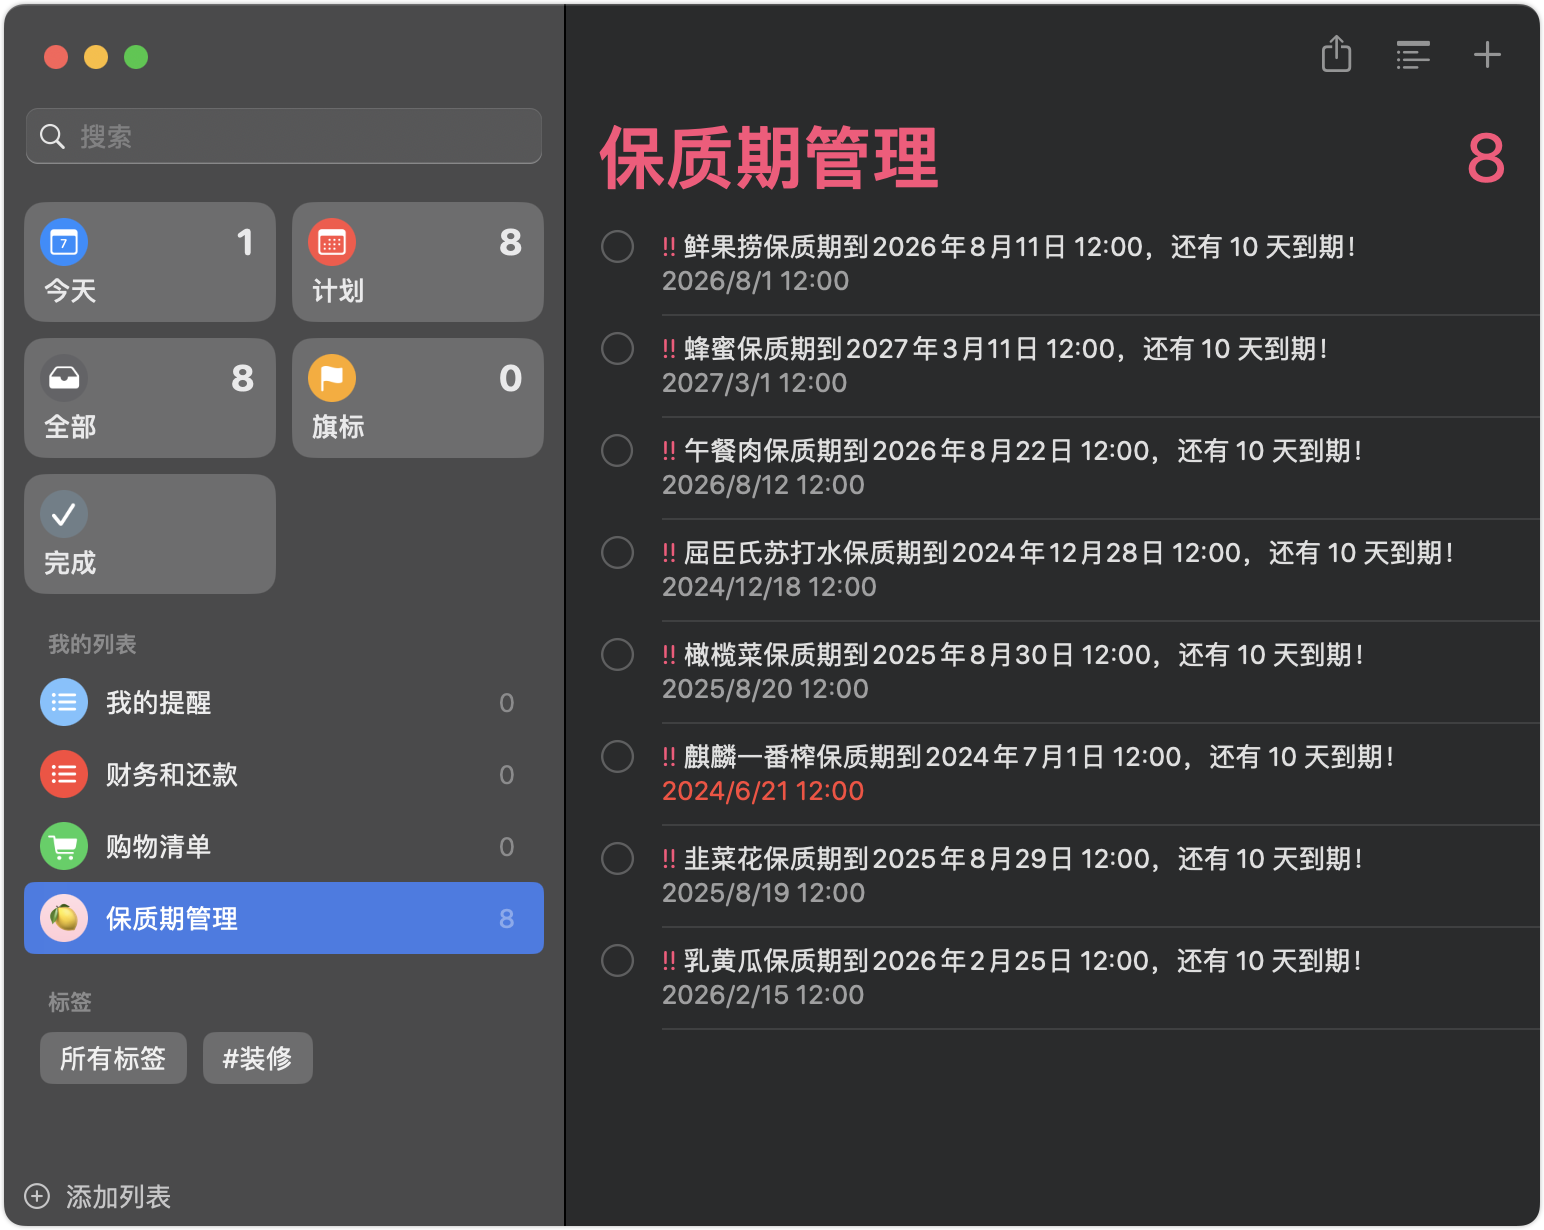 搜索
7
1
今天
8
计划
8
全部
0
旗标
完成
我的列表
我的提醒 0
财务和还款 0
购物清单 0
保质期管理 8
标签
所有标签 #装修
添加列表
保质期管理 8
!! 鲜果捞保质期到2026年8月11日 12:00，还有 10 天到期！
2026/8/1 12:00
!! 蜂蜜保质期到2027年3月11日 12:00，还有 10 天到期！
2027/3/1 12:00
!! 午餐肉保质期到2026年8月22日 12:00，还有 10 天到期！
2026/8/12 12:00
!! 屈臣氏苏打水保质期到2024年12月28日 12:00，还有 10 天到期！
2024/12/18 12:00
!! 橄榄菜保质期到2025年8月30日 12:00，还有 10 天到期！
2025/8/20 12:00
!! 麒麟一番榨保质期到2024年7月1日 12:00，还有 10 天到期！
2024/6/21 12:00
!! 韭菜花保质期到2025年8月29日 12:00，还有 10 天到期！
2025/8/19 12:00
!! 乳黄瓜保质期到2026年2月25日 12:00，还有 10 天到期！
2026/2/15 12:00